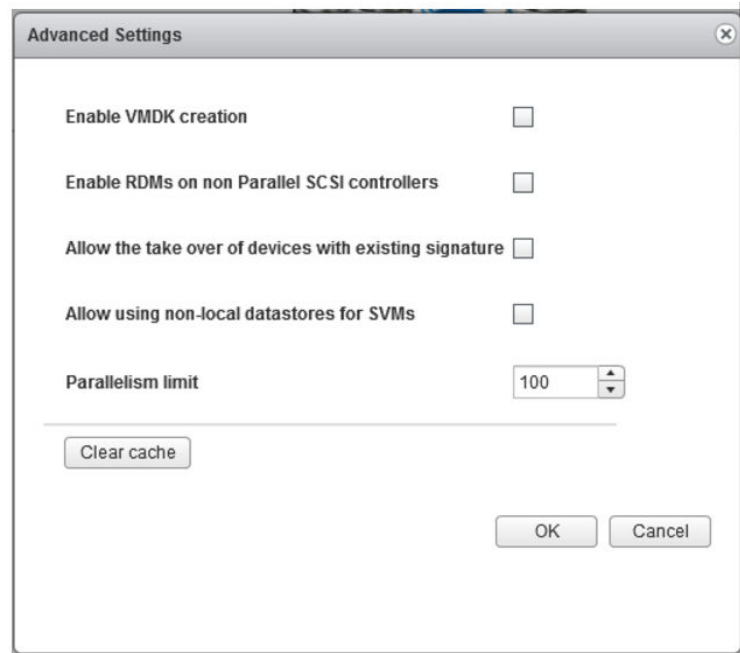 Advanced Settings
Enable VMDK creation
Enable RDMs on non Parallel SCSI controllers
Allow the take over of devices with existing signature
Allow using non-local datastores for SVMs
Parallelism limit 100
Clear cache
OK Cancel